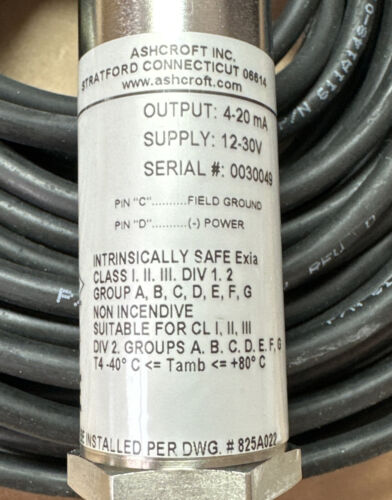 ASHCROFT INC.
STRATFORD CONNECTICUT 06614
www.ashcroft.com
OUTPUT: 4-20 mA
SUPPLY: 12-30V
SERIAL #: 0030049
PIN "C"..........FIELD GROUND
PIN "D"..........(-) POWER
INTRINSICALLY SAFE Exia
CLASS I. II. III. DIV 1. 2
GROUP A, B, C, D, E, F, G
NON INCENDIVE
SUITABLE FOR CL I, II, III
DIV 2. GROUPS A. B. C. D. E. F, G
T4 -40° C <= Tamb <= +80° C
INSTALLED PER DWG. # 825A022
P/N 611A149-0